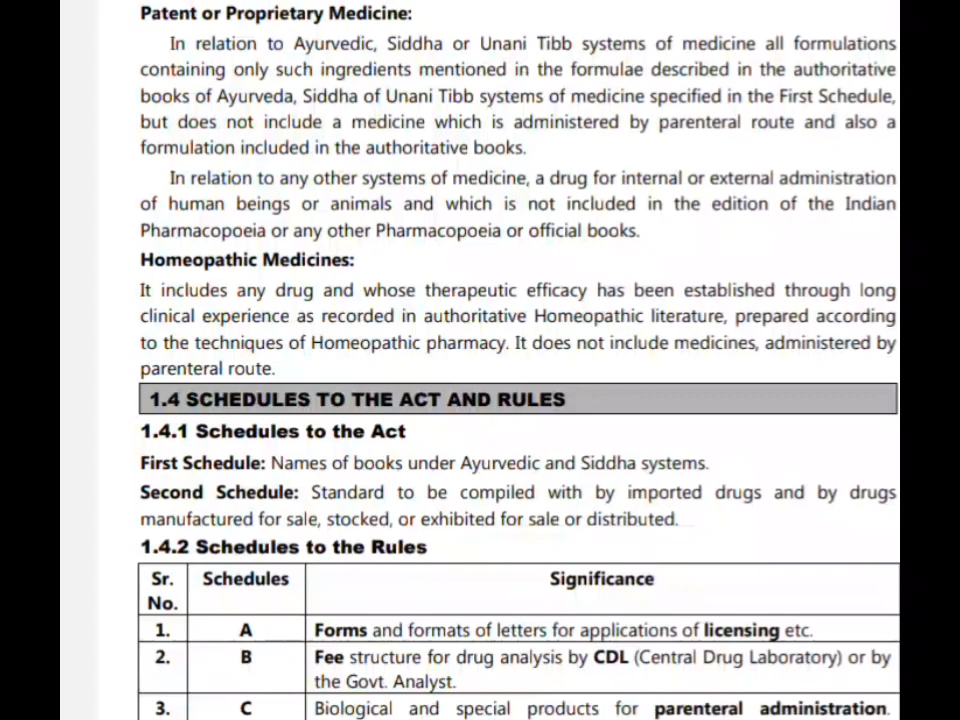 Patent or Proprietary Medicine:
In relation to Ayurvedic, Siddha or Unani Tibb systems of medicine all formulations
containing only such ingredients mentioned in the formulae described in the authoritative
books of Ayurveda, Siddha of Unani Tibb systems of medicine specified in the First Schedule,
but does not include a medicine which is administered by parenteral route and also a
formulation included in the authoritative books.
In relation to any other systems of medicine, a drug for internal or external administration
of human beings or animals and which is not included in the edition of the Indian
Pharmacopoeia or any other Pharmacopoeia or official books.
Homeopathic Medicines:
It includes any drug and whose therapeutic efficacy has been established through long
clinical experience as recorded in authoritative Homeopathic literature, prepared according
to the techniques of Homeopathic pharmacy. It does not include medicines, administered by
parenteral route.
1.4 SCHEDULES TO THE ACT AND RULES
1.4.1 Schedules to the Act
First Schedule: Names of books under Ayurvedic and Siddha systems.
Second Schedule: Standard to be compiled with by imported drugs and by drugs
manufactured for sale, stocked, or exhibited for sale or distributed.
1.4.2 Schedules to the Rules
Sr. No. Schedules Significance
1. A Forms and formats of letters for applications of licensing etc.
2. B Fee structure for drug analysis by CDL (Central Drug Laboratory) or by
the Govt. Analyst.
3. C Biological and special products for parenteral administration.